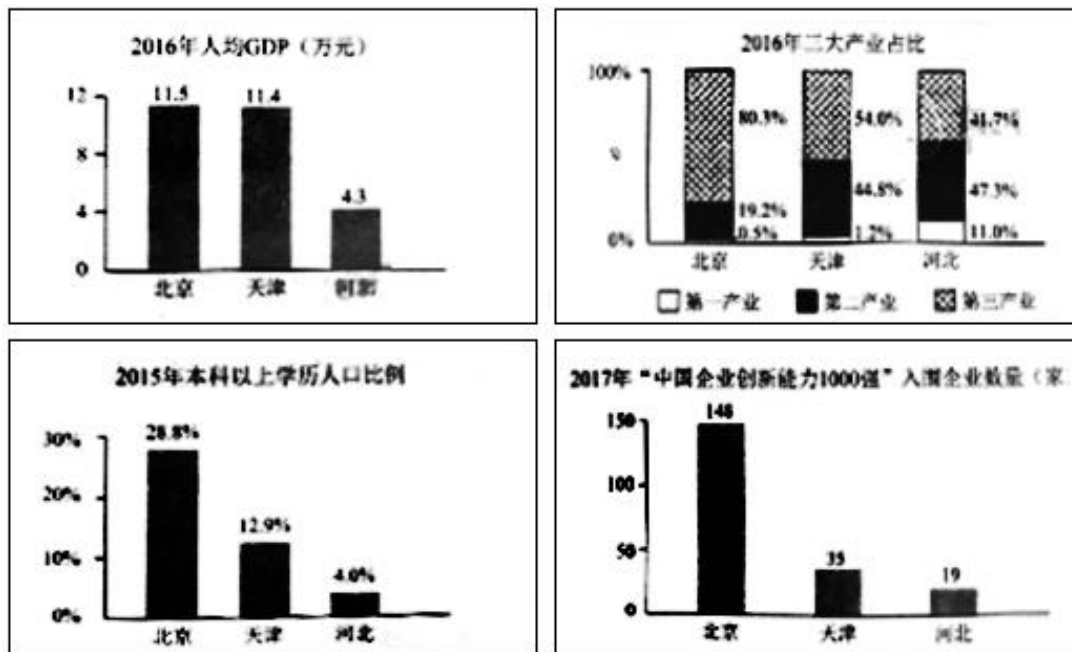 2016年人均GDP（万元）
12
8
4
0
11.5
11.4
4.3
北京
天津
河北
2016年三大产业占比
100%
%
0%
80.3%
19.2%
0.5%
54.0%
44.8%
1.2%
41.7%
47.3%
11.0%
北京
天津
河北
第一产业
第二产业
第三产业
2015年本科以上学历人口比例
30%
20%
10%
0%
28.8%
12.9%
4.0%
北京
天津
河北
2017年“中国企业创新能力1000强”入围企业数量（家
150
100
50
0
148
35
19
北京
天津
河北